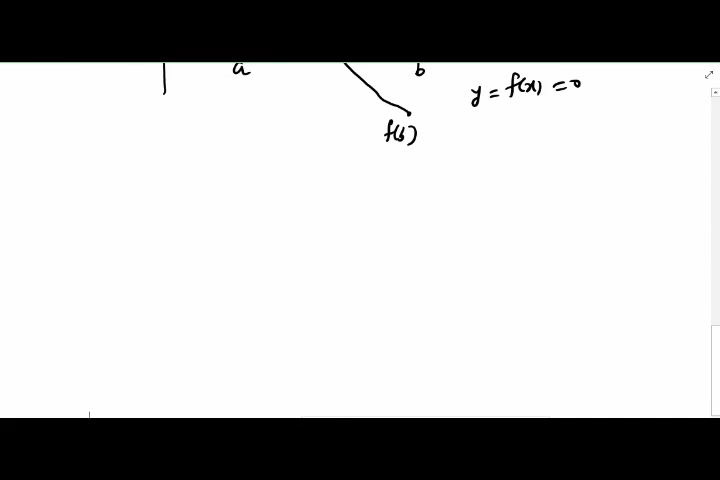 a b
y = f(x) = 0
f(b)